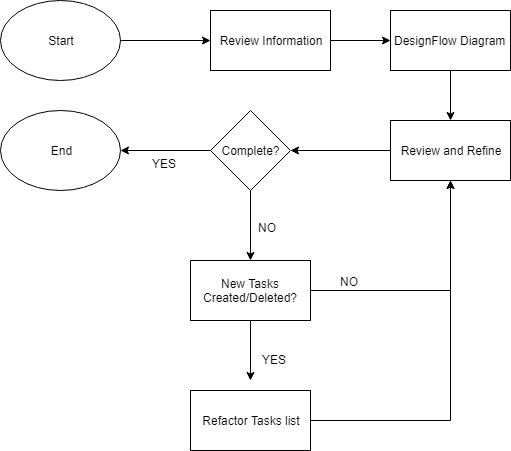 Start
Review Information
DesignFlow Diagram
End
YES
Complete?
Review and Refine
NO
New Tasks
Created/Deleted?
NO
YES
Refactor Tasks list